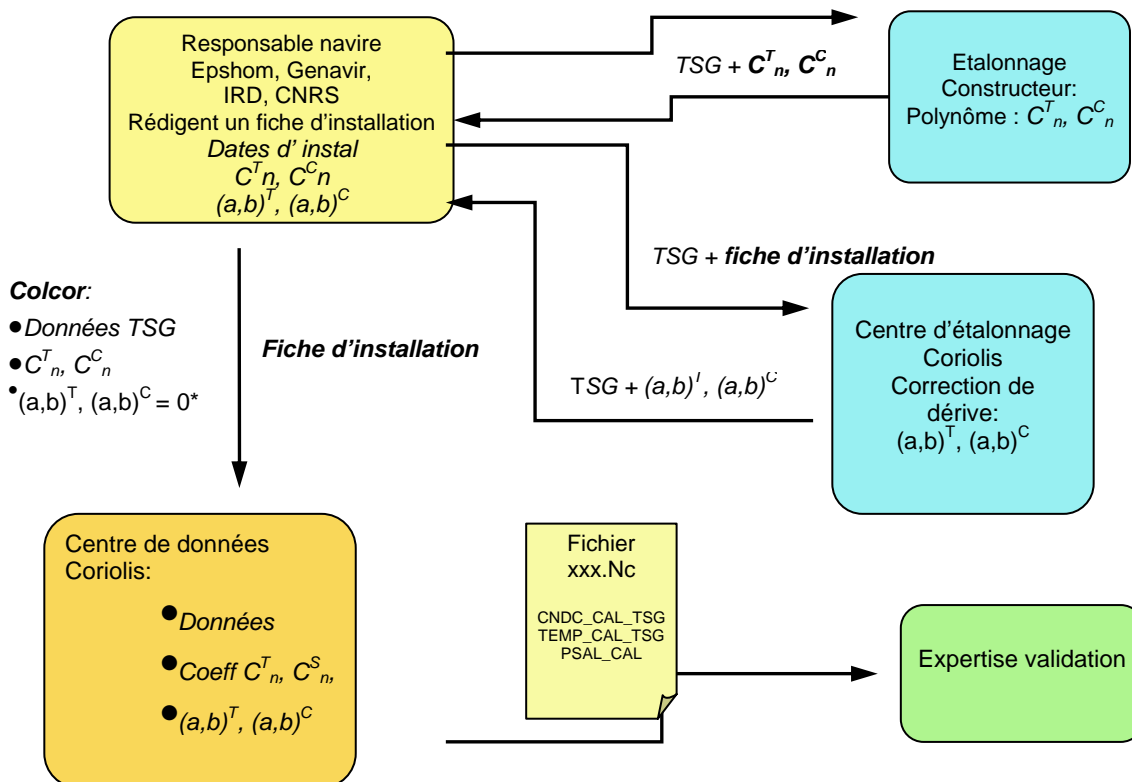 Responsable navire
Epshom, Genavir,
IRD, CNRS
Rédigent un fiche d'installation
Dates d' instal
C^T n, C^C n
(a,b)^T, (a,b)^C
TSG + C^T_n, C^C_n
Etalonnage
Constructeur:
Polynôme : C^T_n, C^C_n
TSG + fiche d'installation
Colcor:
●Données TSG
●C^T_n, C^C_n
●(a,b)^T, (a,b)^C = 0*
Fiche d'installation
TSG + (a,b)^T, (a,b)^C
Centre d'étalonnage
Coriolis
Correction de
dérive:
(a,b)^T, (a,b)^C
Centre de données
Coriolis:
●Données
●Coeff C^T_n, C^S_n,
●(a,b)^T, (a,b)^C
Fichier
xxx.Nc
CNDC_CAL_TSG
TEMP_CAL_TSG
PSAL_CAL
Expertise validation